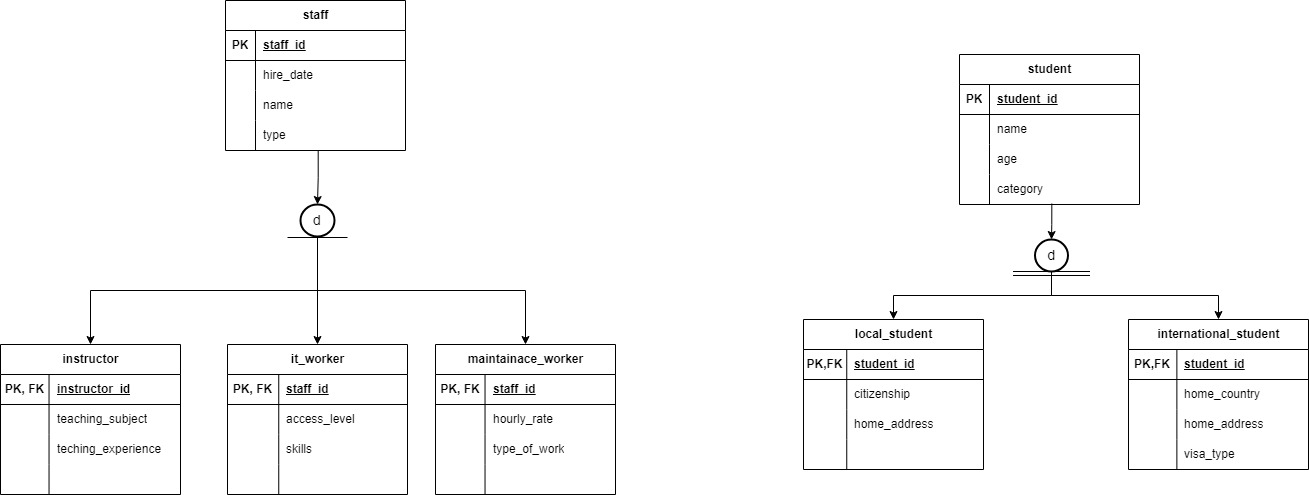 staff
PK staff_id
hire_date
name
type
d
instructor
PK, FK instructor_id
teaching_subject
teching_experience
it_worker
PK, FK staff_id
access_level
skills
maintainace_worker
PK, FK staff_id
hourly_rate
type_of_work
student
PK student_id
name
age
category
d
local_student
PK,FK student_id
citizenship
home_address
international_student
PK,FK student_id
home_country
home_address
visa_type